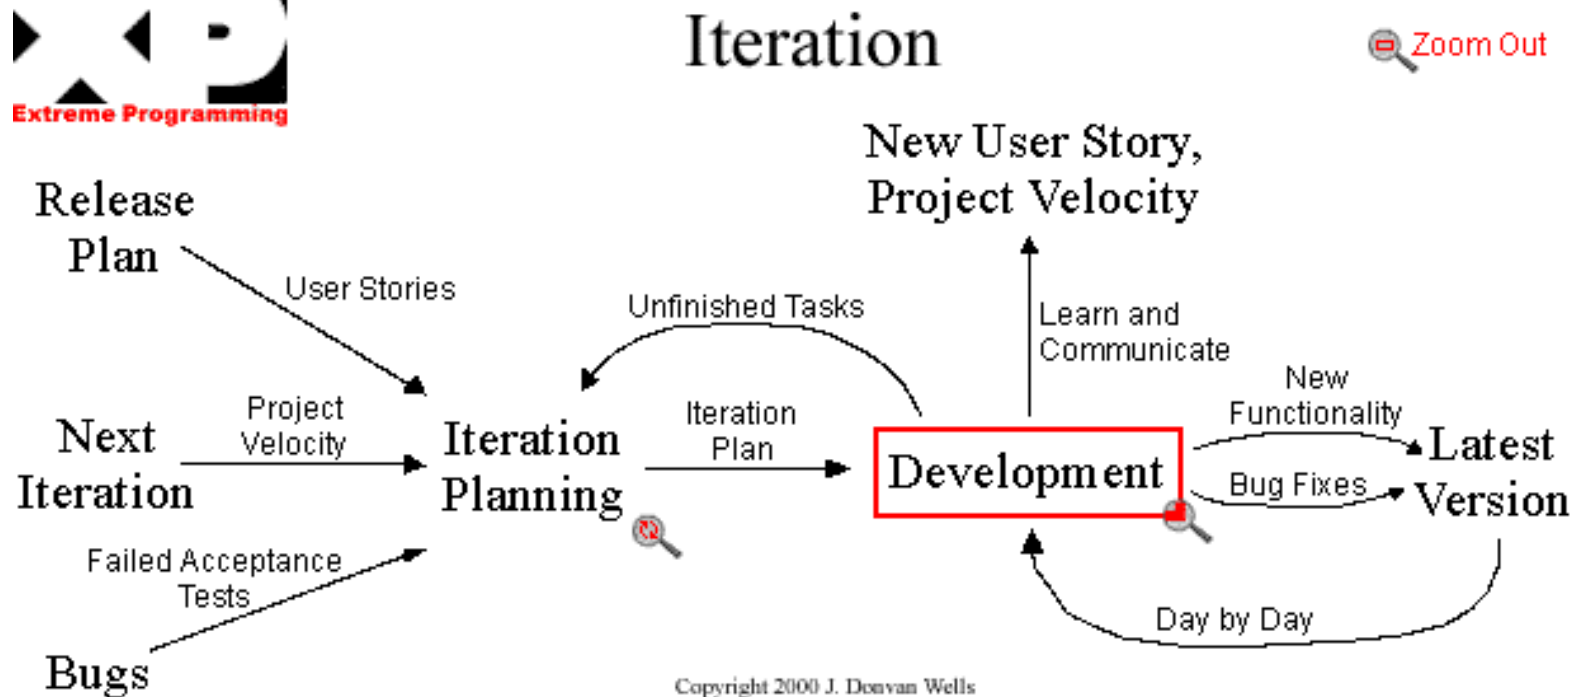 XP
Extreme Programming
Iteration
Zoom Out
New User Story,
Project Velocity
Release
Plan
User Stories
Unfinished Tasks
Learn and
Communicate
New
Functionality
Project
Velocity
Next
Iteration
Iteration
Planning
Iteration
Plan
Development
Bug Fixes
Latest
Version
Failed Acceptance
Tests
Bugs
Day by Day
Copyright 2000 J. Donvan Wells